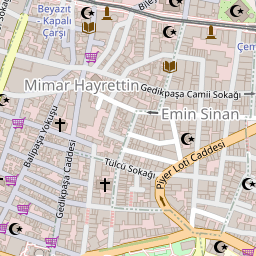 Beyazıt
Kapalı
Çarşı
Mimar Hayrettin
Gedikpaşa Camii Sokağı
Emin Sinan
Balipaşa Yokuşu
Gedikpaşa Caddesi
Tülcü Sokağı
Piyer Loti Caddesi